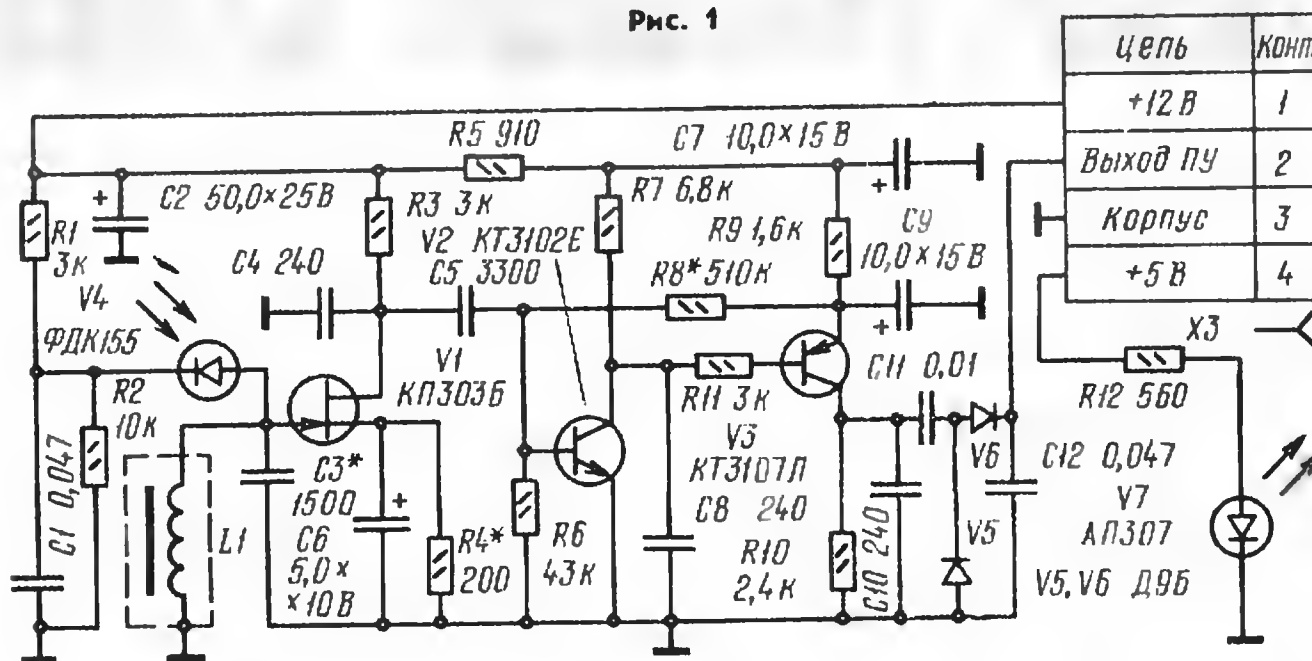 Рис. 1
Цепь
+12 В
1
Выход ПУ
2
Корпус
3
+5 В
4
R5 910
C7 10,0×15 В
C2 50,0×25В
R1
3к
R3 3к
V2 КТ3102Е
R7 6,8к
R9 1,6к
C9
10,0×15 В
C4 240
C5 3300
R8* 510к
V4
ФДК155
V1
КП303Б
X3
R12 560
R2
10к
C1 0,047
L1
C3*
1500
C6
5,0×
×10В
R4*
200
R6
43к
R11 3к
V3
КТ3107Л
C8 240
R10
2,4к
C10 240
C11 0,01
V6
V5
C12 0,047
V7
АЛ307
V5, V6 Д9Б